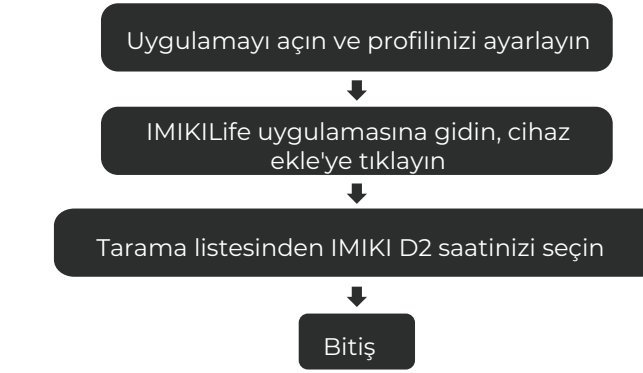 Uygulamayı açın ve profilinizi ayarlayın
IMIKILife uygulamasına gidin, cihaz
ekle'ye tıklayın
Tarama listesinden IMIKI D2 saatinizi seçin
Bitiş